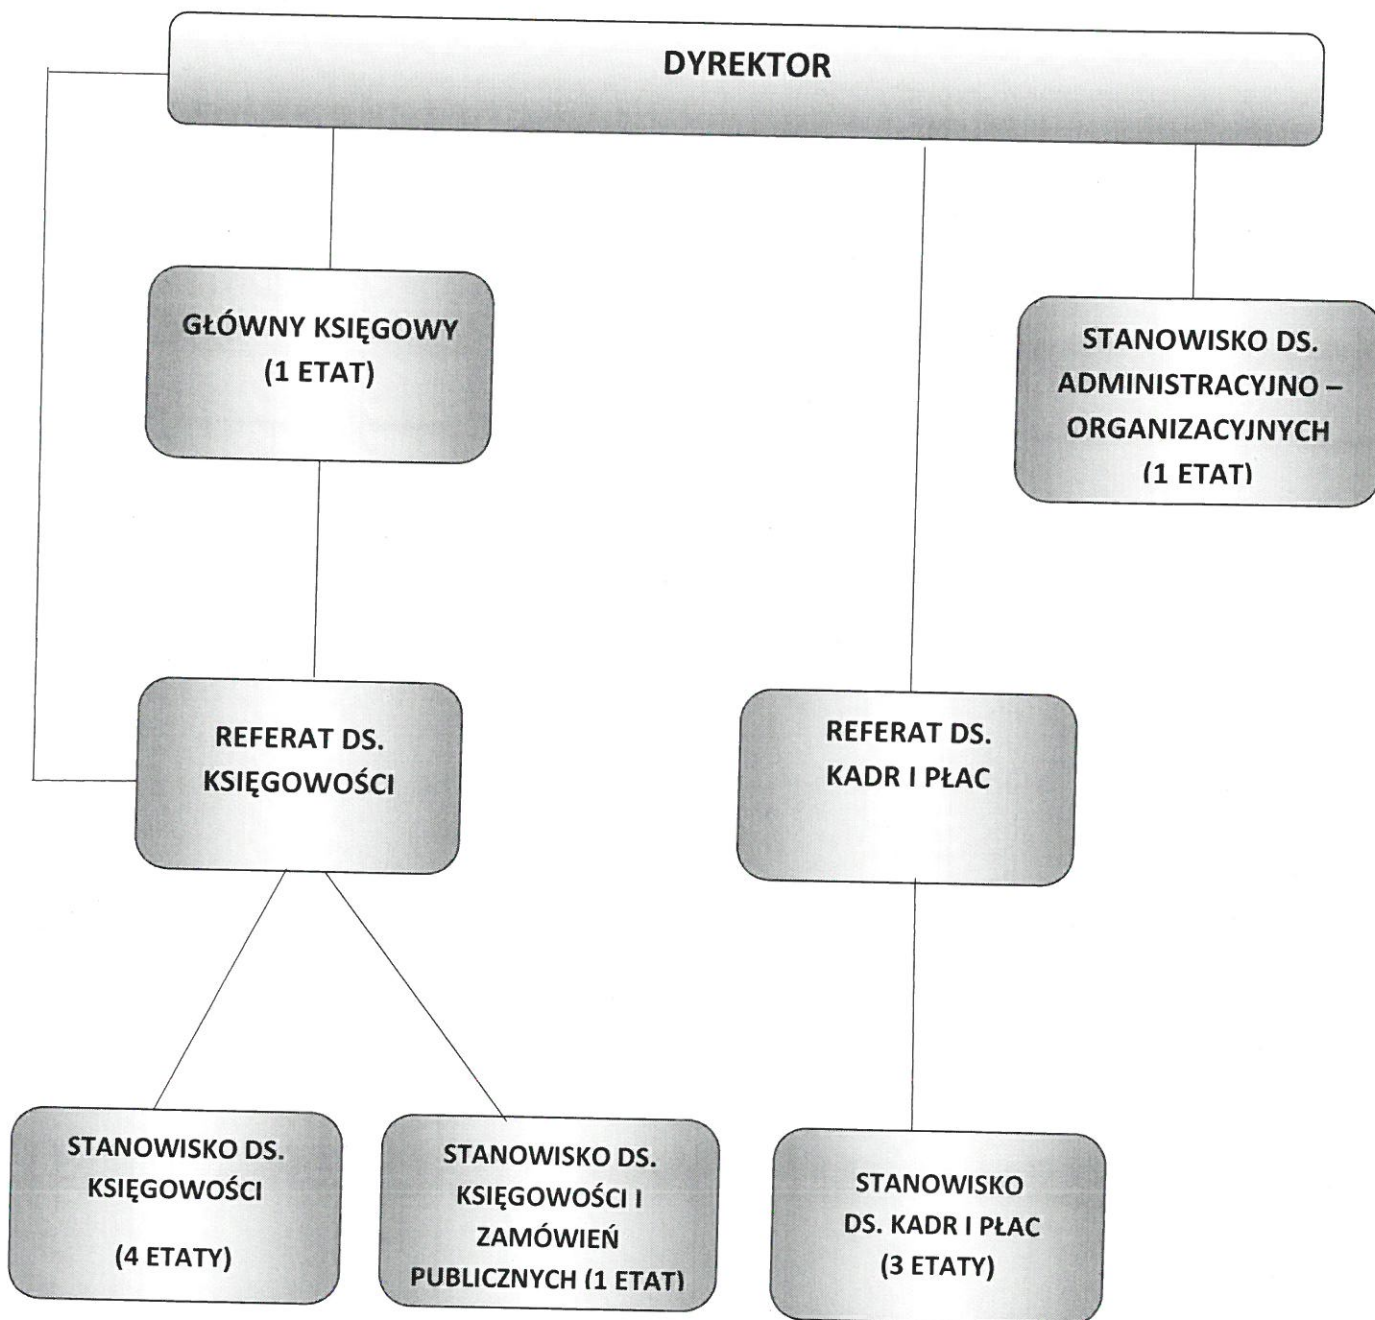 DYREKTOR
GŁÓWNY KSIĘGOWY
(1 ETAT)
STANOWISKO DS.
ADMINISTRACYJNO –
ORGANIZACYJNYCH
(1 ETAT)
REFERAT DS.
KSIĘGOWOŚCI
REFERAT DS.
KADR I PŁAC
STANOWISKO DS.
KSIĘGOWOŚCI
(4 ETATY)
STANOWISKO DS.
KSIĘGOWOŚCI I
ZAMÓWIEŃ
PUBLICZNYCH (1 ETAT)
STANOWISKO
DS. KADR I PŁAC
(3 ETATY)